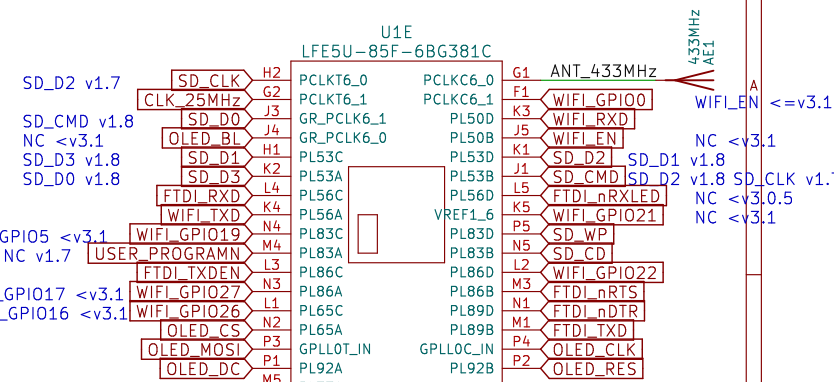 U1E
LFE5U-85F-6BG381C
433MHz
AE1
SD_D2 v1.7 SD_CLK H2 PCLKT6_0 PCLKC6_0 G1 ANT_433MHz
CLK_25MHz G2 PCLKT6_1 PCLKC6_1 F1 WIFI_GPIO0 WIFI_EN <=v3.1
A
SD_CMD v1.8 SD_D0 J3 GR_PCLK6_1 PL50D K3 WIFI_RXD
NC <v3.1 OLED_BL J4 GR_PCLK6_0 PL50B J5 WIFI_EN NC <v3.1
SD_D3 v1.8 SD_D1 H1 PL53C PL53D K1 SD_D2 SD_D1 v1.8
SD_D0 v1.8 SD_D3 K2 PL53A PL53B J1 SD_CMD SD_D2 v1.8 SD_CLK
FTDI_RXD L4 PL56C PL56D L5 FTDI_nRXLED NC <v3.0.5
WIFI_TXD K4 PL56A VREF1_6 K5 WIFI_GPIO21 NC <v3.1
GPIO5 <v3.1 WIFI_GPIO19 N4 PL83C PL83D P5 SD_WP
NC v1.7 USER_PROGRAMN M4 PL83A PL83B N5 SD_CD
FTDI_TXDEN L3 PL86C PL86D L2 WIFI_GPIO22
_GPIO17 <v3.1 WIFI_GPIO27 N3 PL86A PL86B M3 FTDI_nRTS
_GPIO16 <v3.1 WIFI_GPIO26 L1 PL65C PL89D N1 FTDI_nDTR
OLED_CS N2 PL65A PL89B M1 FTDI_TXD
OLED_MOSI P3 GPLL0T_IN GPLL0C_IN P4 OLED_CLK
OLED_DC P1 PL92A PL92B P2 OLED_RES
M5